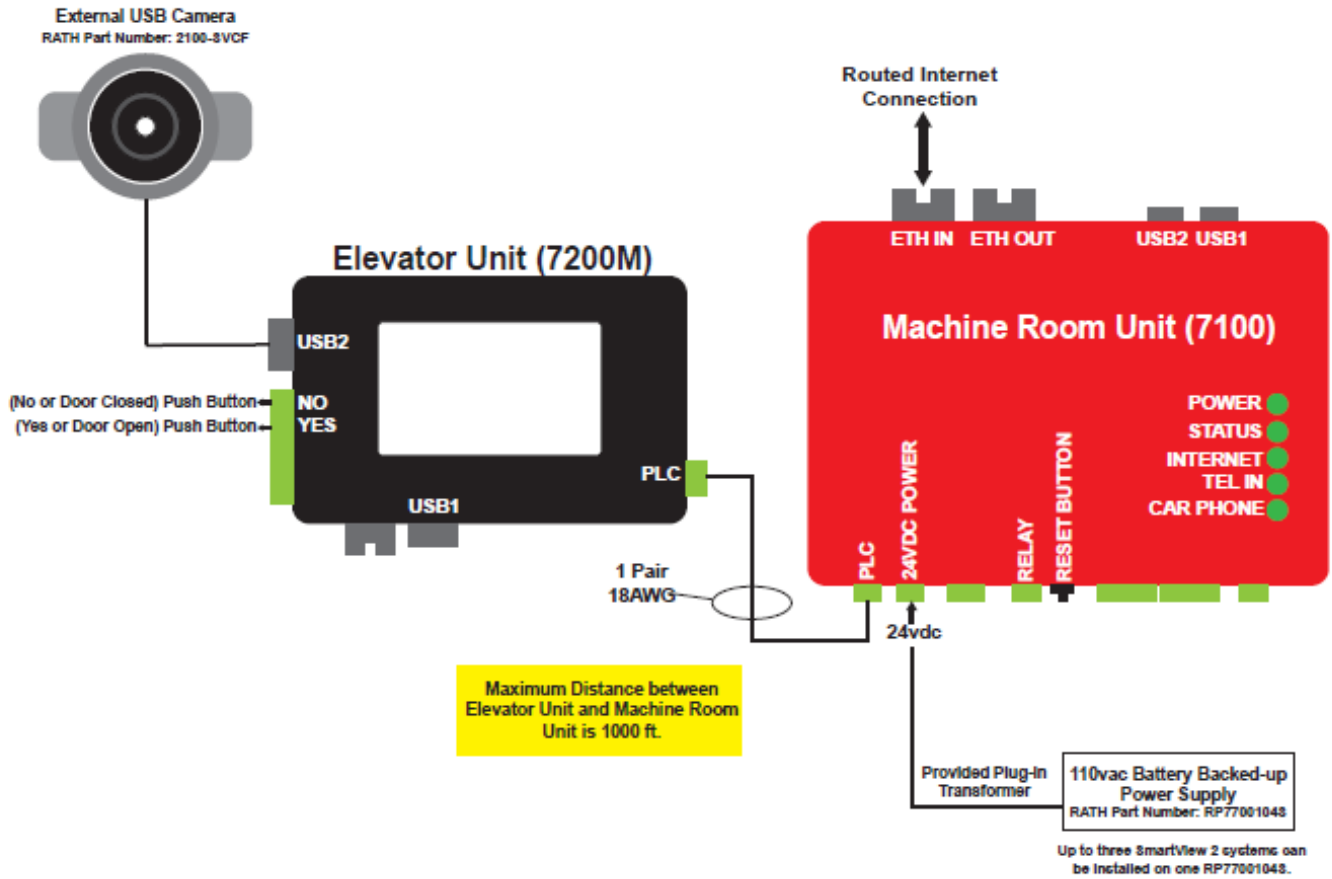 External USB Camera
RATH Part Number: 2100-SVCF
Routed Internet
Connection
ETH IN ETH OUT
USB2 USB1
Elevator Unit (7200M)
Machine Room Unit (7100)
USB2
(No or Door Closed) Push Button
NO
(Yes or Door Open) Push Button
YES
PLC
USB1
POWER
STATUS
INTERNET
TEL IN
CAR PHONE
PLC
24VDC POWER
RELAY
RESET BUTTON
1 Pair
18AWG
24vdc
Maximum Distance between
Elevator Unit and Machine Room
Unit is 1000 ft.
Provided Plug-in
Transformer
110vac Battery Backed-up
Power Supply
RATH Part Number: RP7700104S
Up to three SmartView 2 systems can
be installed on one RP7700104S.